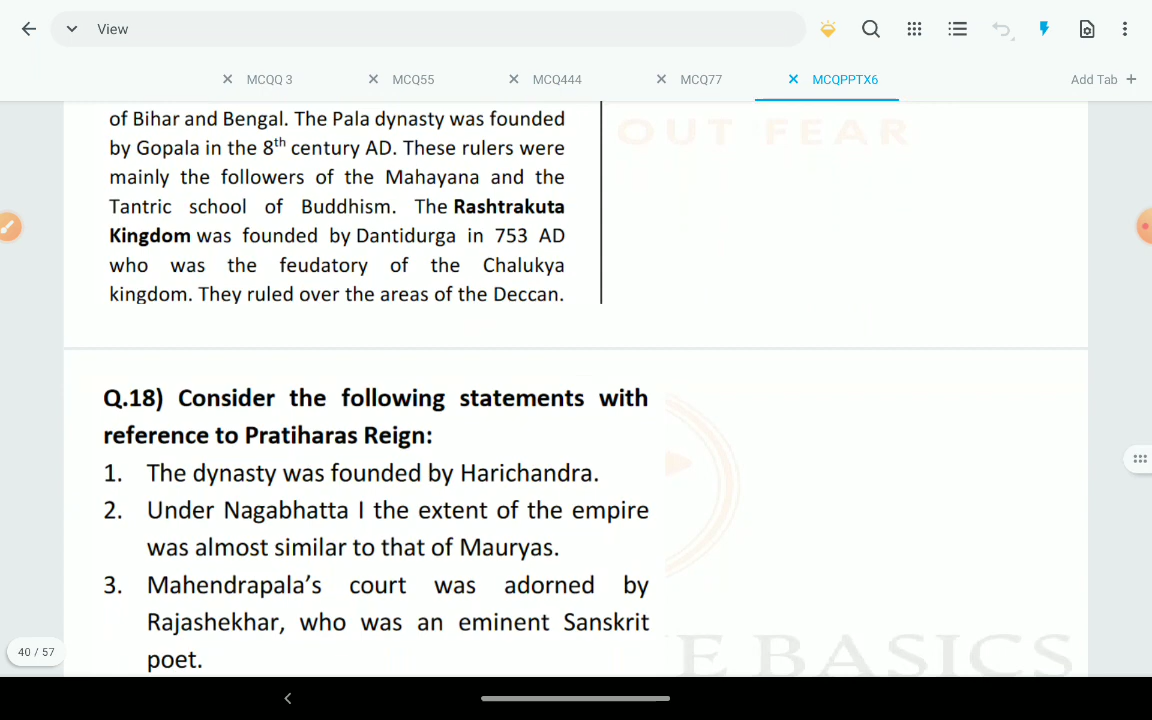 View
MCQQ 3
MCQ55
MCQ444
MCQ77
MCQPPTX6
Add Tab +
of Bihar and Bengal. The Pala dynasty was founded
by Gopala in the 8th century AD. These rulers were
mainly the followers of the Mahayana and the
Tantric school of Buddhism. The Rashtrakuta
Kingdom was founded by Dantidurga in 753 AD
who was the feudatory of the Chalukya
kingdom. They ruled over the areas of the Deccan.
OUT FEAR
Q.18) Consider the following statements with
reference to Pratiharas Reign:
1. The dynasty was founded by Harichandra.
2. Under Nagabhatta I the extent of the empire
was almost similar to that of Mauryas.
3. Mahendrapala’s court was adorned by
Rajashekhar, who was an eminent Sanskrit
poet.
E BASICS
40 / 57